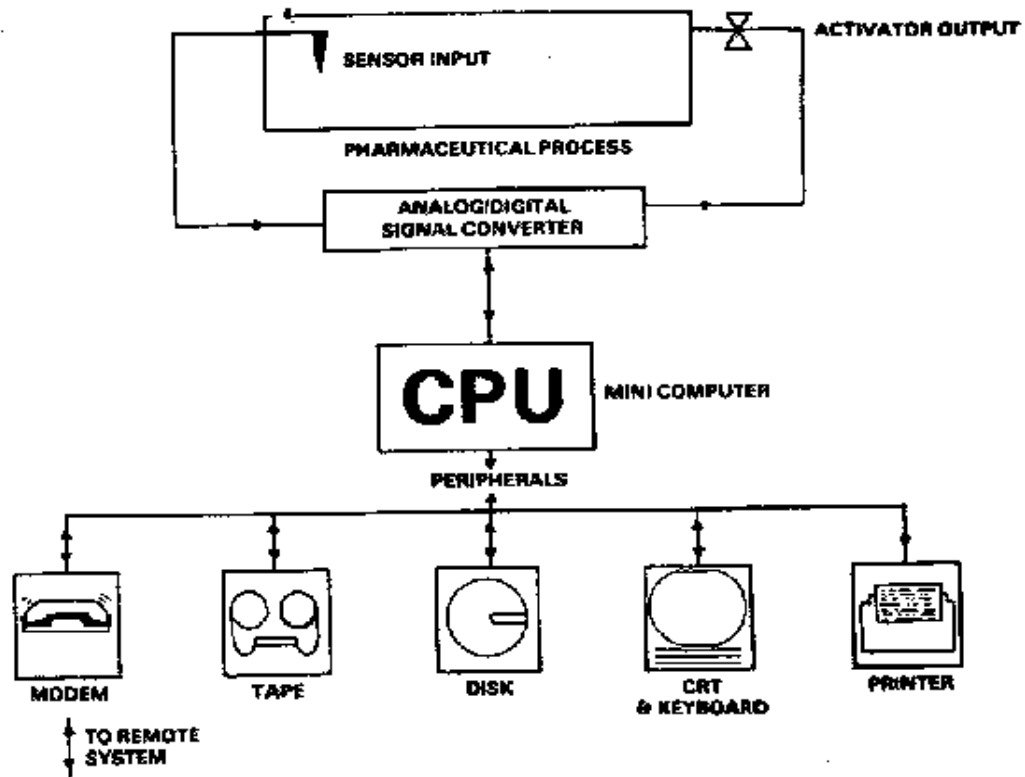 ACTIVATOR OUTPUT
SENSOR INPUT
PHARMACEUTICAL PROCESS
ANALOG/DIGITAL
SIGNAL CONVERTER
CPU
MINI COMPUTER
PERIPHERALS
MODEM
TAPE
DISK
CRT
& KEYBOARD
PRINTER
TO REMOTE
SYSTEM